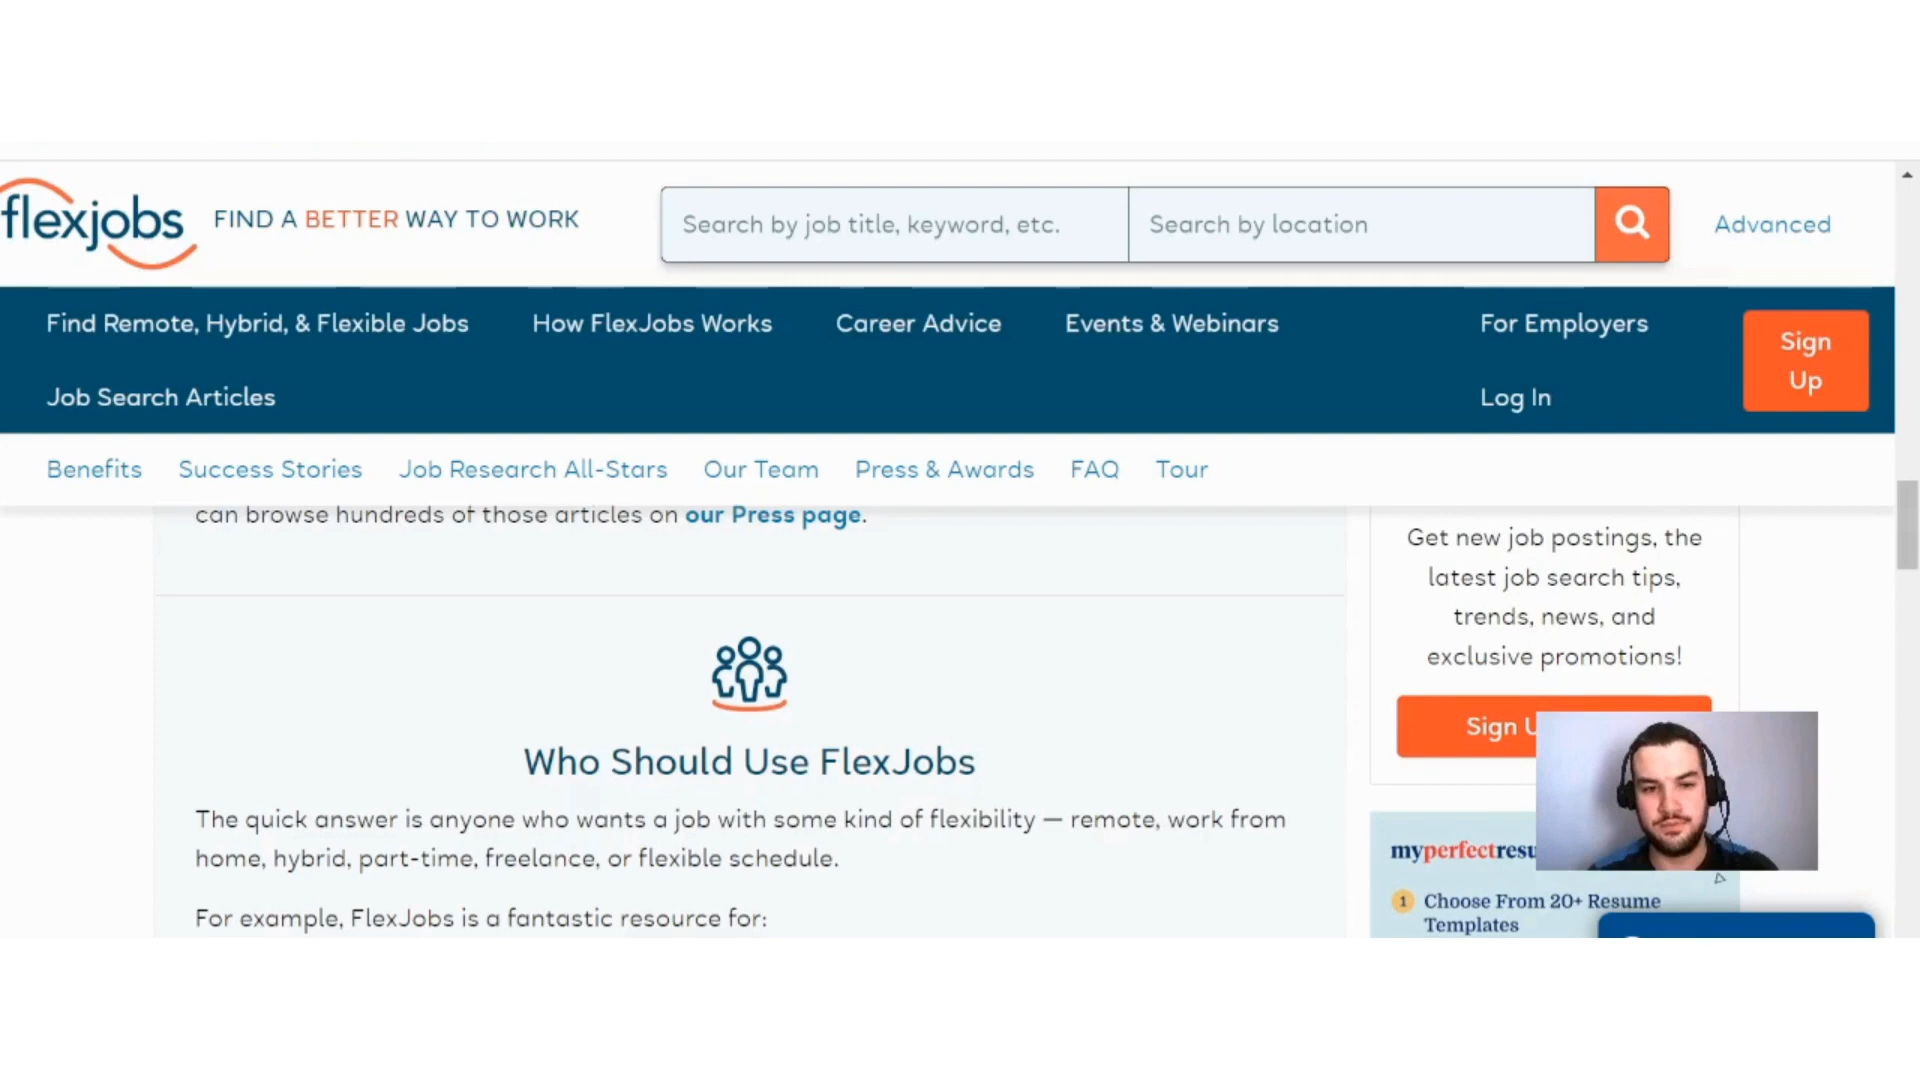 flexjobs
FIND A BETTER WAY TO WORK
Search by job title, keyword, etc.
Search by location
Advanced
Find Remote, Hybrid, & Flexible Jobs
How FlexJobs Works
Career Advice
Events & Webinars
For Employers
Sign
Up
Job Search Articles
Log In
Benefits
Success Stories
Job Research All-Stars
Our Team
Press & Awards
FAQ
Tour
can browse hundreds of those articles on our Press page.
Who Should Use FlexJobs
The quick answer is anyone who wants a job with some kind of flexibility — remote, work from
home, hybrid, part-time, freelance, or flexible schedule.
For example, FlexJobs is a fantastic resource for:
Get new job postings, the
latest job search tips,
trends, news, and
exclusive promotions!
Sign
myperfect
1 Choose From 20+ Resume
Templates